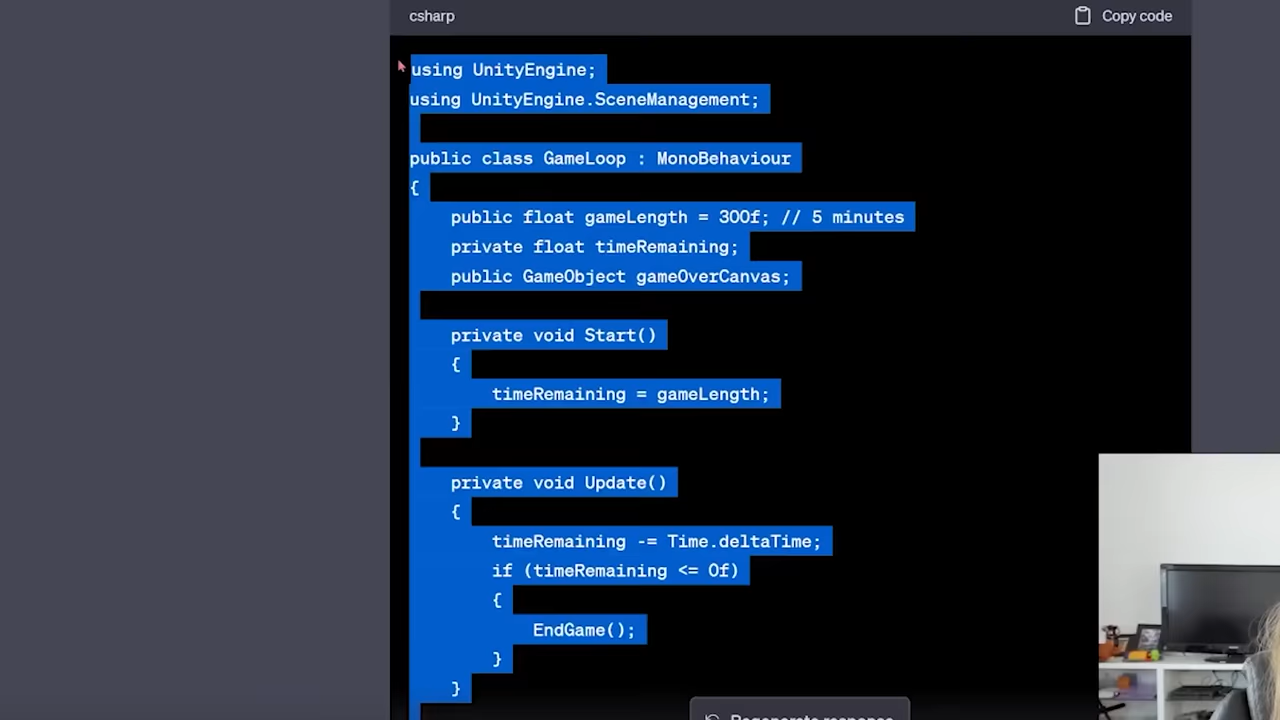 csharp
Copy code
using UnityEngine;
using UnityEngine.SceneManagement;
public class GameLoop : MonoBehaviour
{
public float gameLength = 300f; // 5 minutes
private float timeRemaining;
public GameObject gameOverCanvas;
private void Start()
{
timeRemaining = gameLength;
}
private void Update()
{
timeRemaining -= Time.deltaTime;
if (timeRemaining <= 0f)
{
EndGame();
}
}
Regenerate response